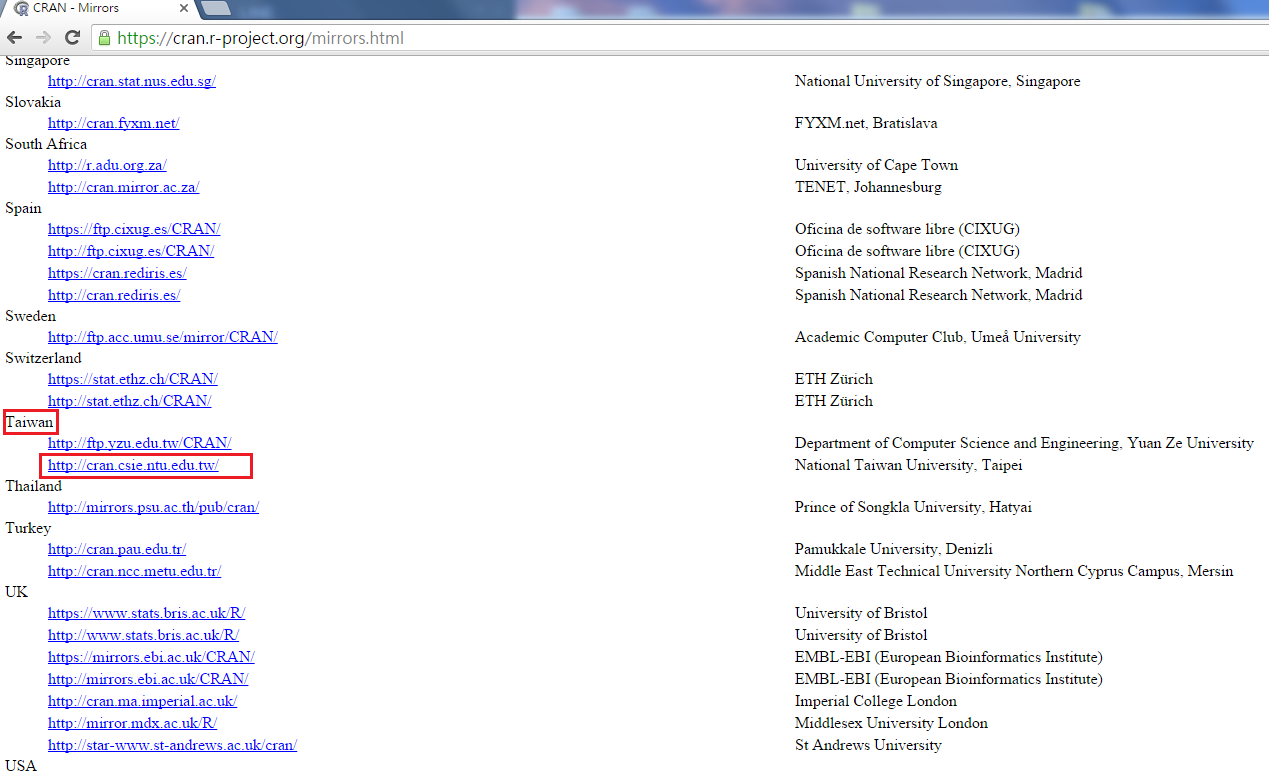 CRAN - Mirrors
https://cran.r-project.org/mirrors.html
Singapore
http://cran.stat.nus.edu.sg/ National University of Singapore, Singapore
Slovakia
http://cran.fyxm.net/ FYXM.net, Bratislava
South Africa
http://r.adu.org.za/ University of Cape Town
http://cran.mirror.ac.za/ TENET, Johannesburg
Spain
https://ftp.cixug.es/CRAN/ Oficina de software libre (CIXUG)
http://ftp.cixug.es/CRAN/ Oficina de software libre (CIXUG)
https://cran.rediris.es/ Spanish National Research Network, Madrid
http://cran.rediris.es/ Spanish National Research Network, Madrid
Sweden
http://ftp.acc.umu.se/mirror/CRAN/ Academic Computer Club, Umeå University
Switzerland
https://stat.ethz.ch/CRAN/ ETH Zürich
http://stat.ethz.ch/CRAN/ ETH Zürich
Taiwan
http://ftp.yzu.edu.tw/CRAN/ Department of Computer Science and Engineering, Yuan Ze University
http://cran.csie.ntu.edu.tw/ National Taiwan University, Taipei
Thailand
http://mirrors.psu.ac.th/pub/cran/ Prince of Songkla University, Hatyai
Turkey
http://cran.pau.edu.tr/ Pamukkale University, Denizli
http://cran.ncc.metu.edu.tr/ Middle East Technical University Northern Cyprus Campus, Mersin
UK
https://www.stats.bris.ac.uk/R/ University of Bristol
http://www.stats.bris.ac.uk/R/ University of Bristol
https://mirrors.ebi.ac.uk/CRAN/ EMBL-EBI (European Bioinformatics Institute)
http://mirrors.ebi.ac.uk/CRAN/ EMBL-EBI (European Bioinformatics Institute)
http://cran.ma.imperial.ac.uk/ Imperial College London
http://mirror.mdx.ac.uk/R/ Middlesex University London
http://star-www.st-andrews.ac.uk/cran/ St Andrews University
USA